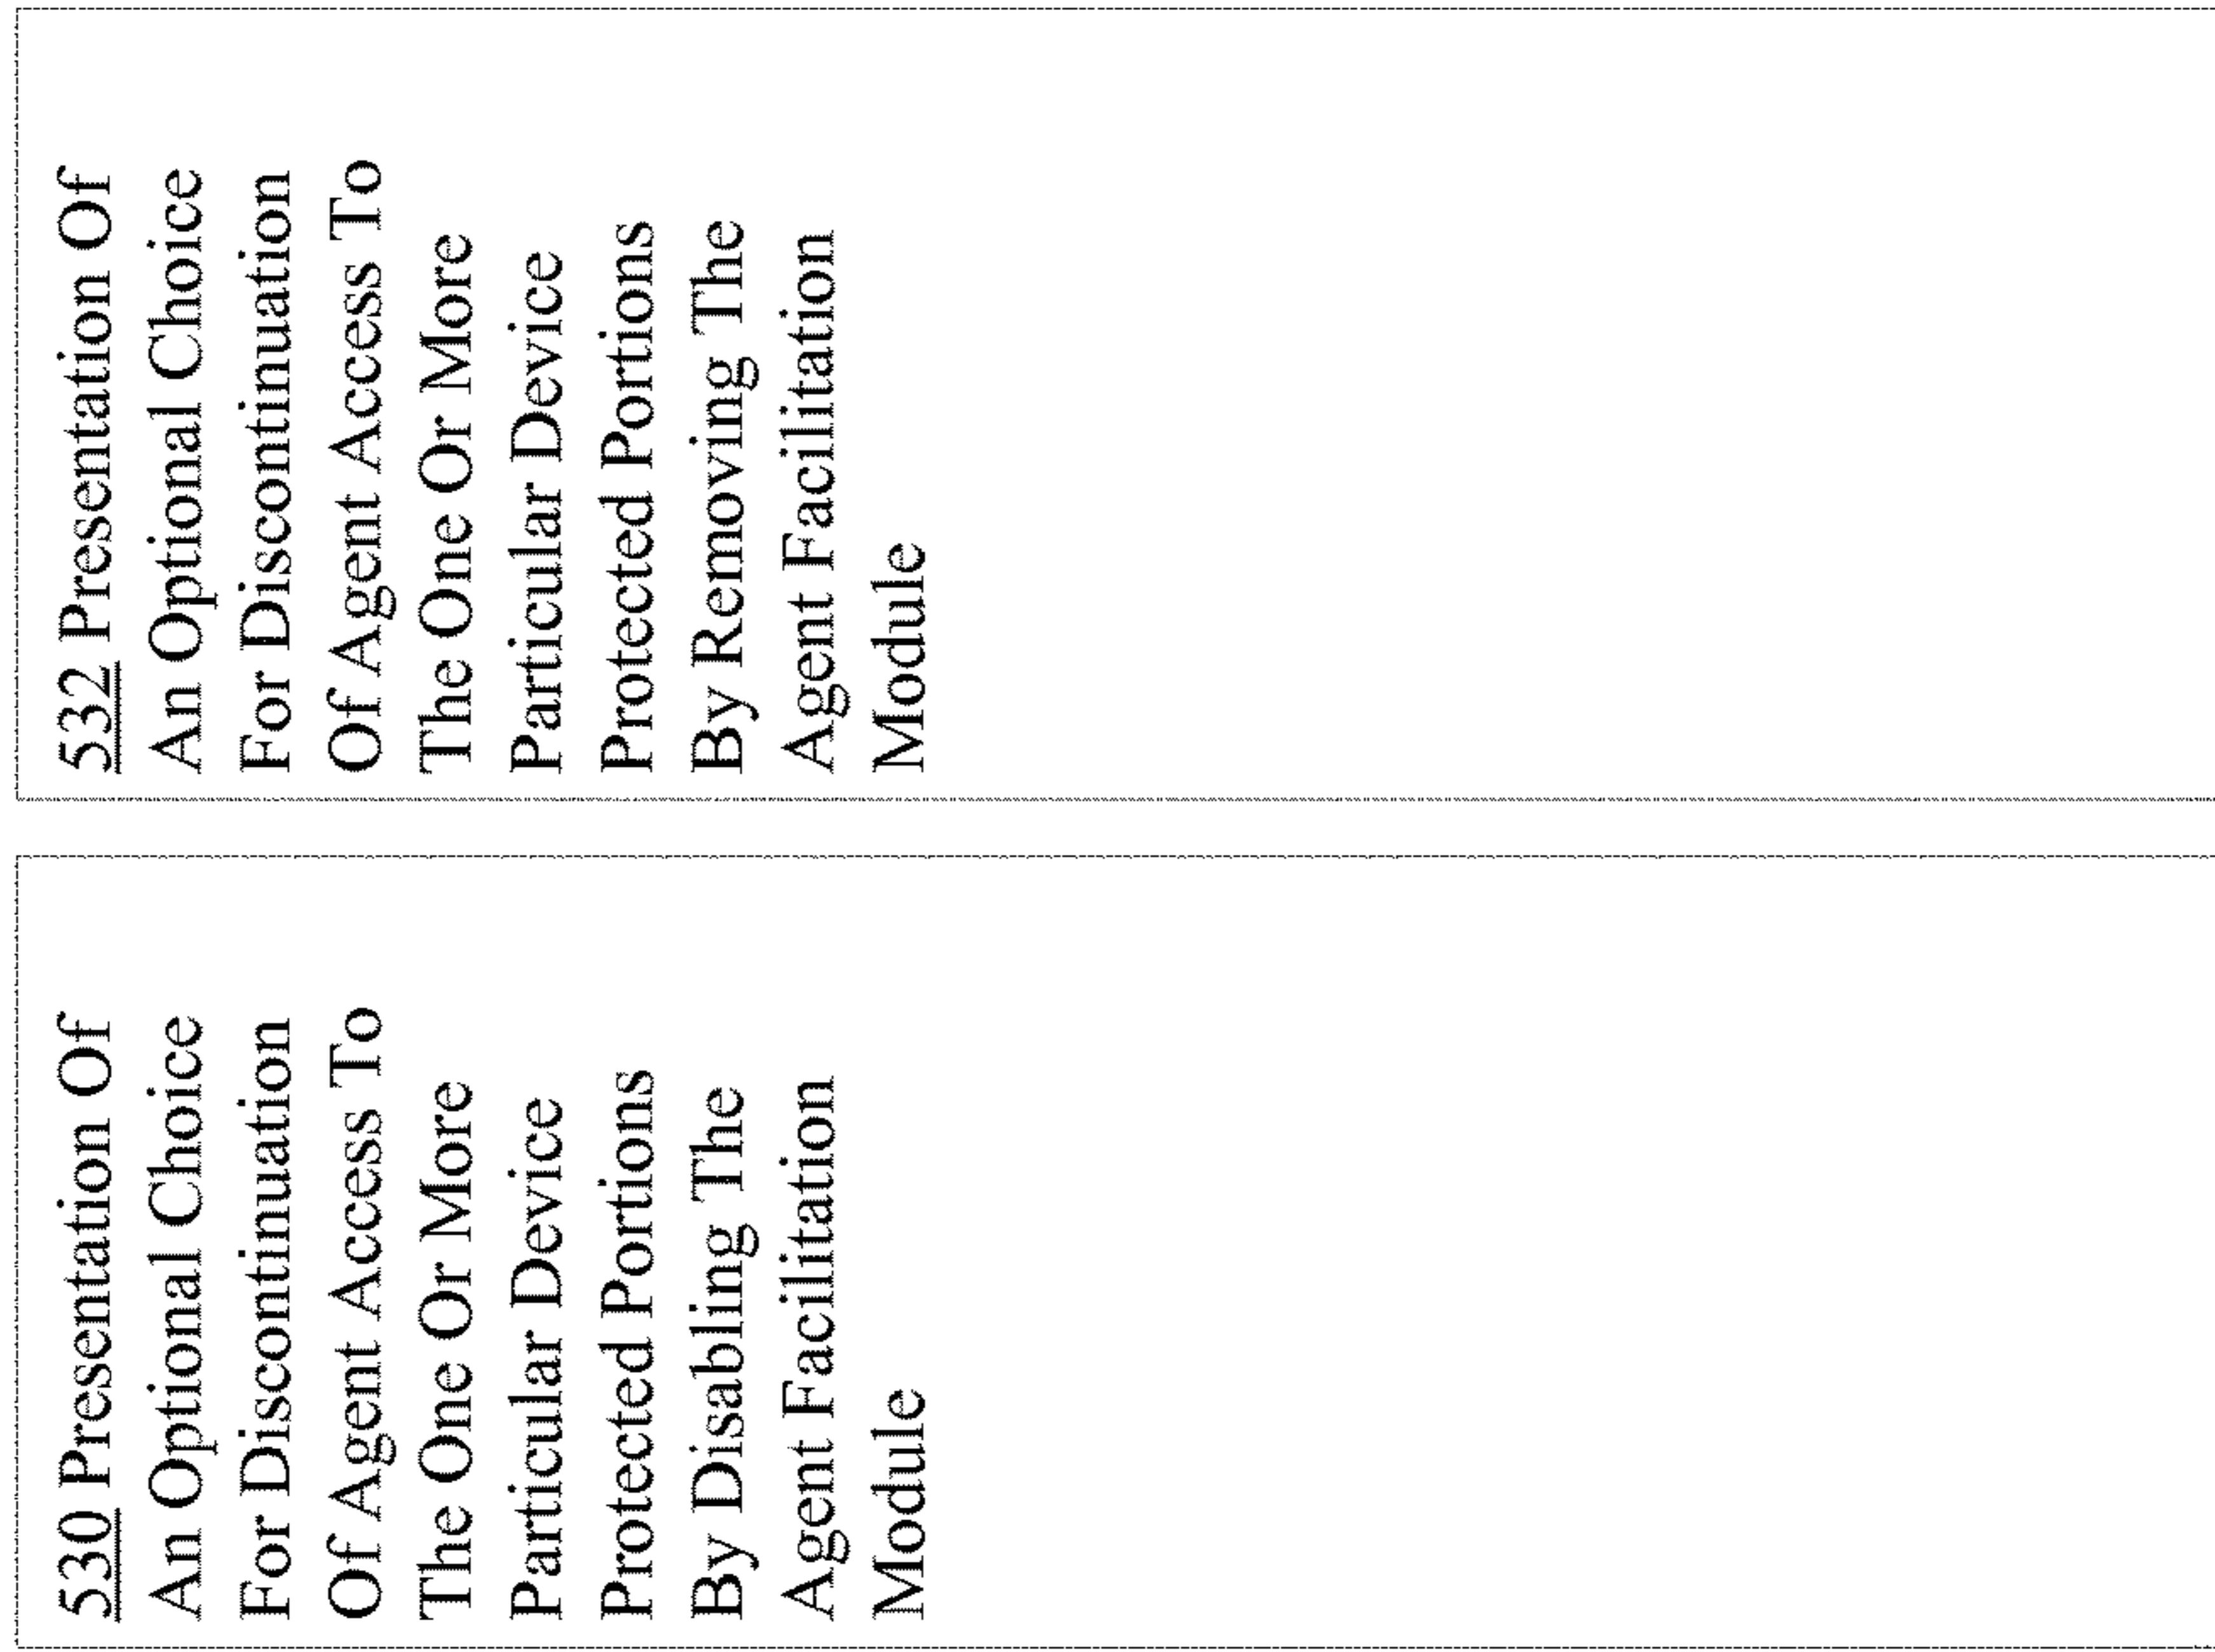 530 Presentation Of
An Optional Choice
For Discontinuation
Of Agent Access To
The One Or More
Particular Device
Protected Portions
By Disabling The
Agent Facilitation
Module
532 Presentation Of
An Optional Choice
For Discontinuation
Of Agent Access To
The One Or More
Particular Device
Protected Portions
By Removing The
Agent Facilitation
Module